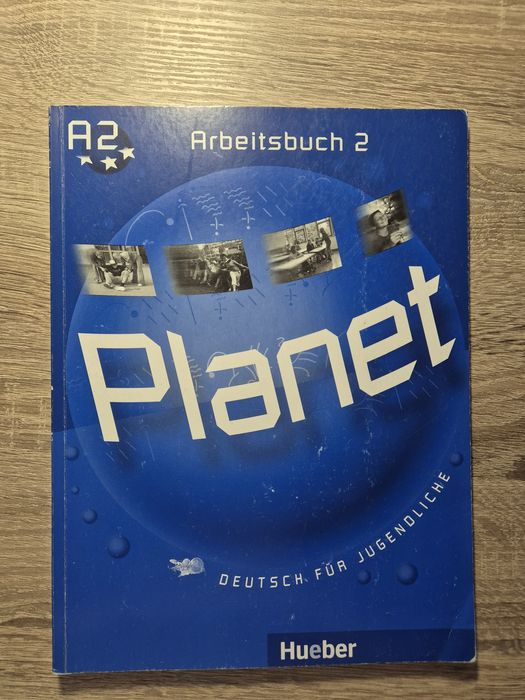 A2
Arbeitsbuch 2
Planet
DEUTSCH FÜR JUGENDLICHE
Hueber